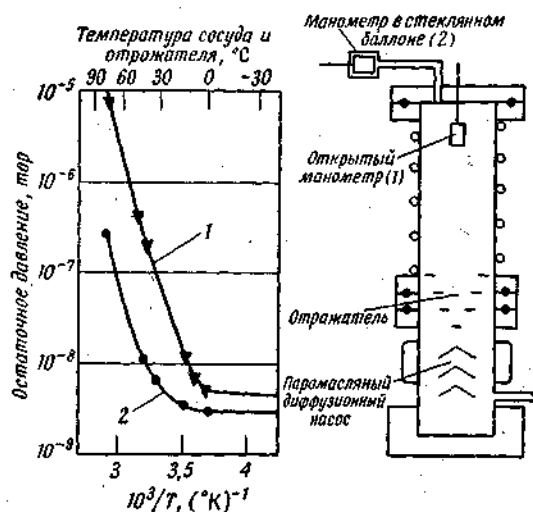 Температура сосуда и
отрожателя, °С
90 60 30 0 -30
10⁻⁵
10⁻⁶
10⁻⁷
10⁻⁸
10⁻⁹
Остаточное давление, тор
1
2
3 3,5 4
10³/T, (°К)⁻¹
Манометр в стеклянном
баллоне (2)
Открытый
манометр (1)
Отражатель
Паромасляный
диффузионный
насос